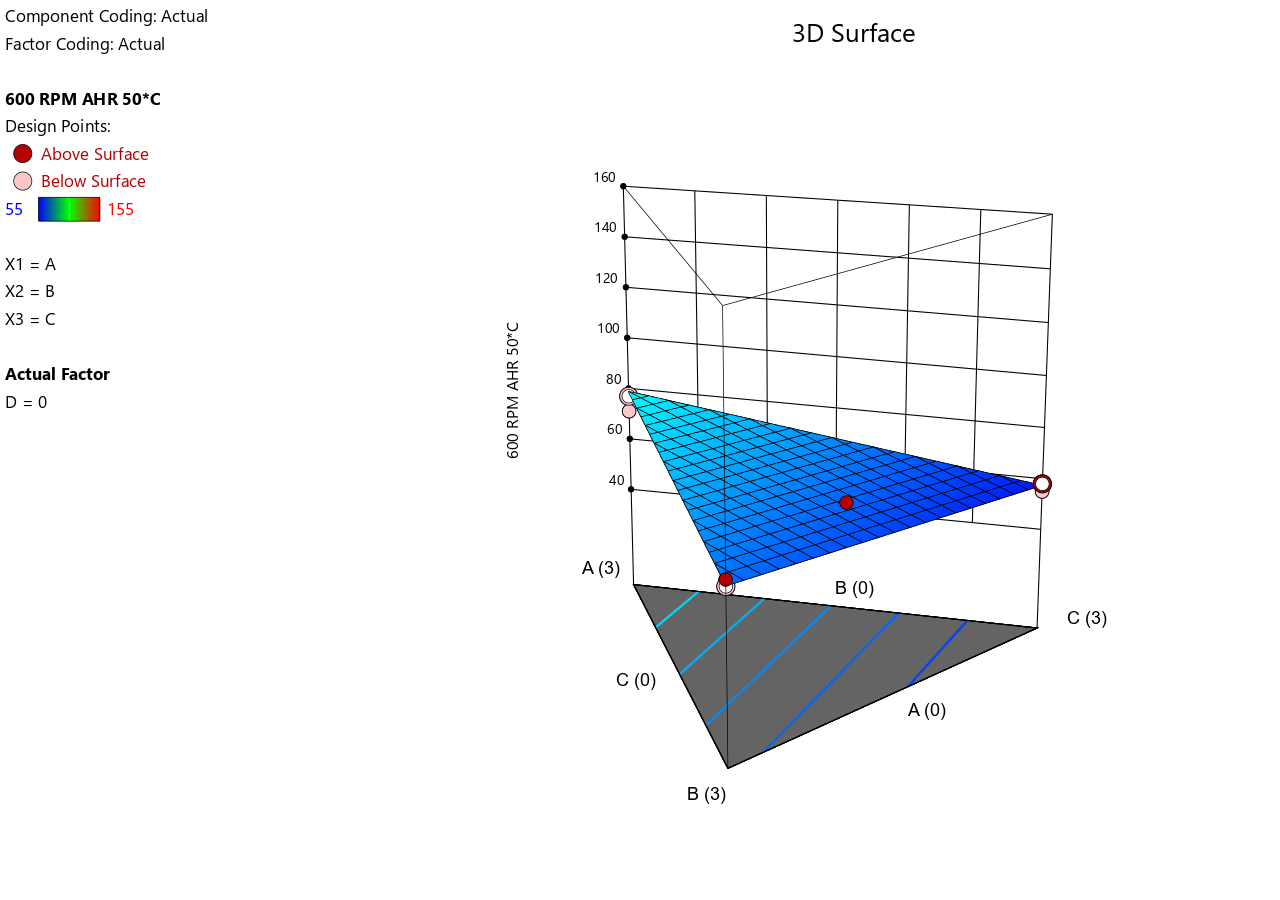 Component Coding: Actual
Factor Coding: Actual
600 RPM AHR 50*C
Design Points:
Above Surface
Below Surface
55 155
X1 = A
X2 = B
X3 = C
Actual Factor
D = 0
3D Surface
160
140
120
100
80
60
40
600 RPM AHR 50*C
A (3)
B (0)
C (3)
C (0)
A (0)
B (3)